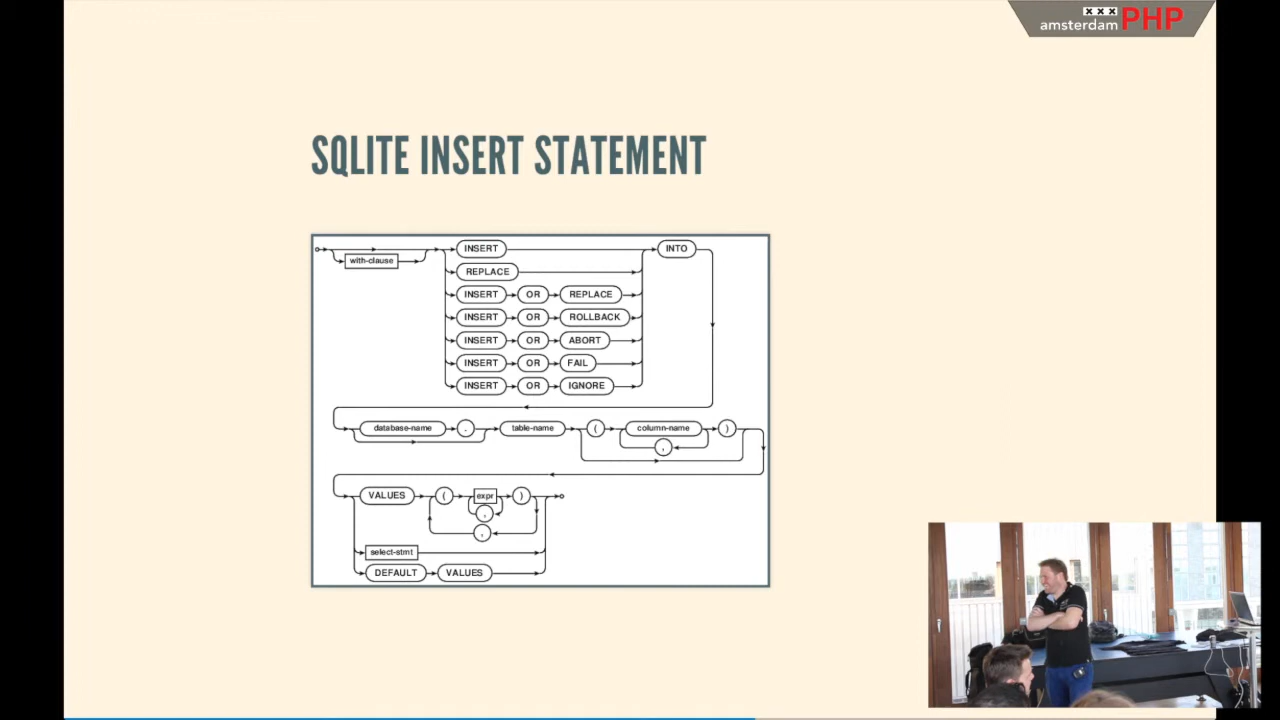 xxx
amsterdamPHP
SQLITE INSERT STATEMENT
with-clause
INSERT INTO
REPLACE
INSERT OR REPLACE
INSERT OR ROLLBACK
INSERT OR ABORT
INSERT OR FAIL
INSERT OR IGNORE
database-name . table-name ( column-name )
,
VALUES ( expr )
,
,
select-stmt
DEFAULT VALUES